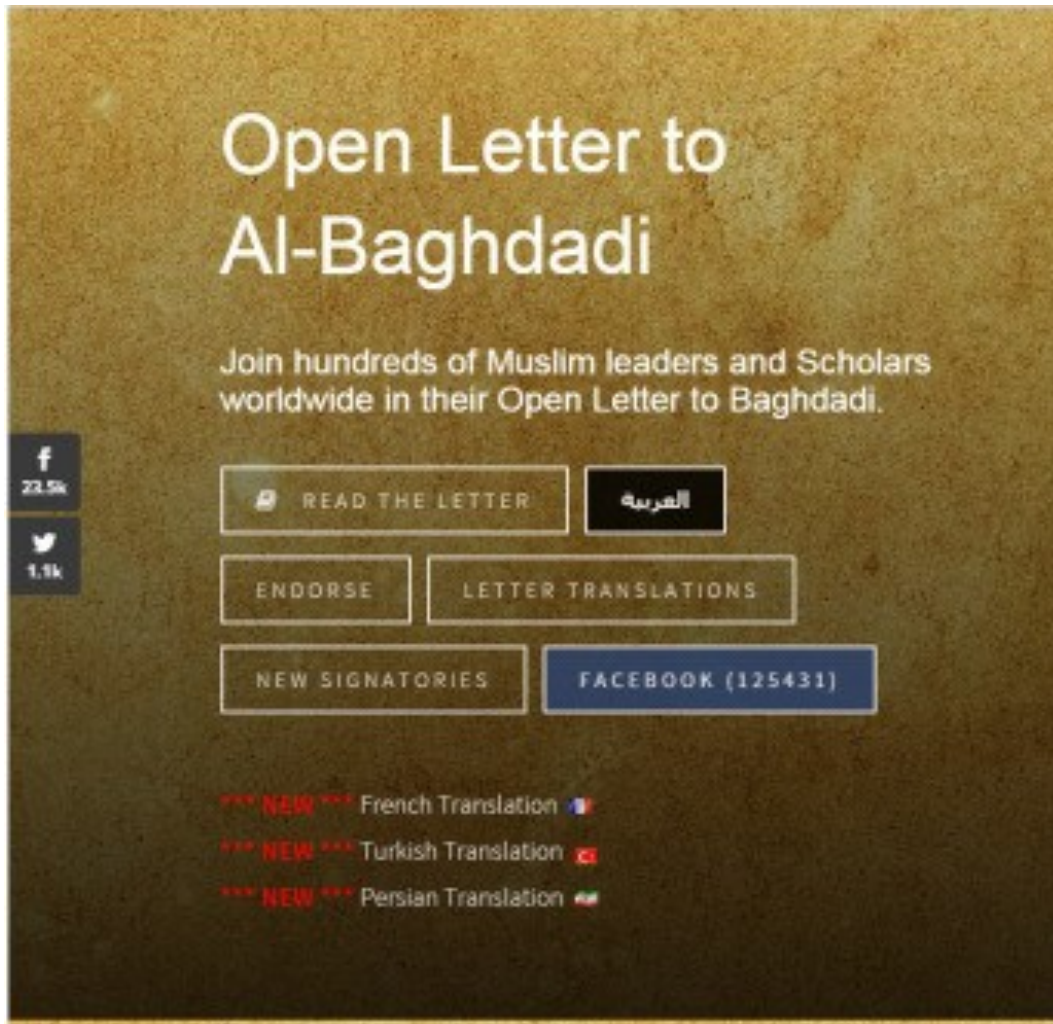 Open Letter to
Al-Baghdadi
Join hundreds of Muslim leaders and Scholars
worldwide in their Open Letter to Baghdadi.
23.5k
1.1k
READ THE LETTER
العربية
ENDORSE
LETTER TRANSLATIONS
NEW SIGNATORIES
FACEBOOK (125431)
*** NEW *** French Translation
*** NEW *** Turkish Translation
*** NEW *** Persian Translation